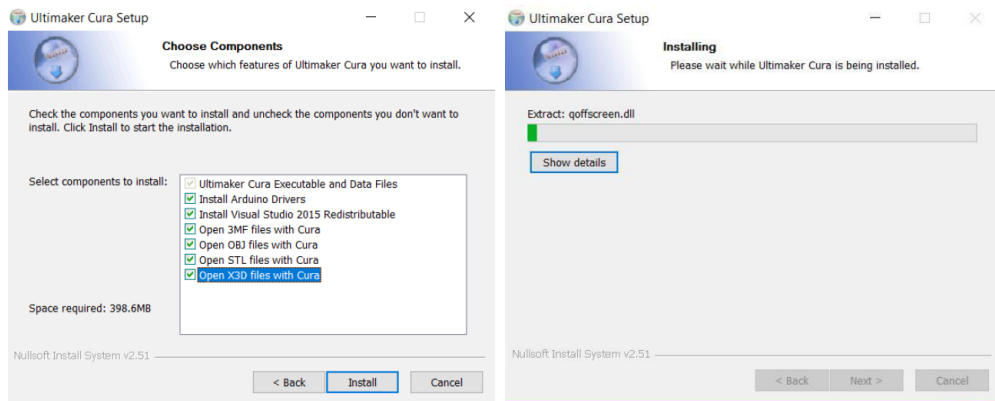 Ultimaker Cura Setup
Choose Components
Choose which features of Ultimaker Cura you want to install.
Check the components you want to install and uncheck the components you don't want to
install. Click Install to start the installation.
Select components to install:
Ultimaker Cura Executable and Data Files
Install Arduino Drivers
Install Visual Studio 2015 Redistributable
Open 3MF files with Cura
Open OBJ files with Cura
Open STL files with Cura
Open X3D files with Cura
Space required: 398.6MB
Nullsoft Install System v2.51
< Back
Install
Cancel
Ultimaker Cura Setup
Installing
Please wait while Ultimaker Cura is being installed.
Extract: qoffscreen.dll
Show details
Nullsoft Install System v2.51
< Back
Next >
Cancel